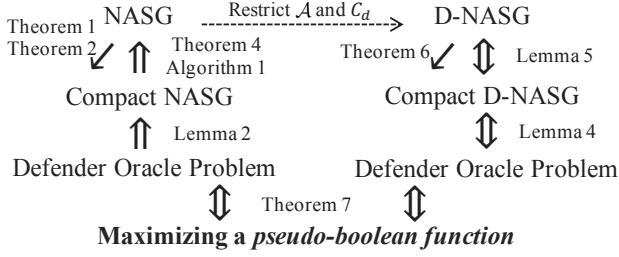 NASG
Restrict 𝒜 and C_d
D-NASG
Theorem 1
Theorem 2
Theorem 4
Algorithm 1
Theorem 6
Lemma 5
Compact NASG
Compact D-NASG
Lemma 2
Lemma 4
Defender Oracle Problem
Defender Oracle Problem
Theorem 7
Maximizing a pseudo-boolean function